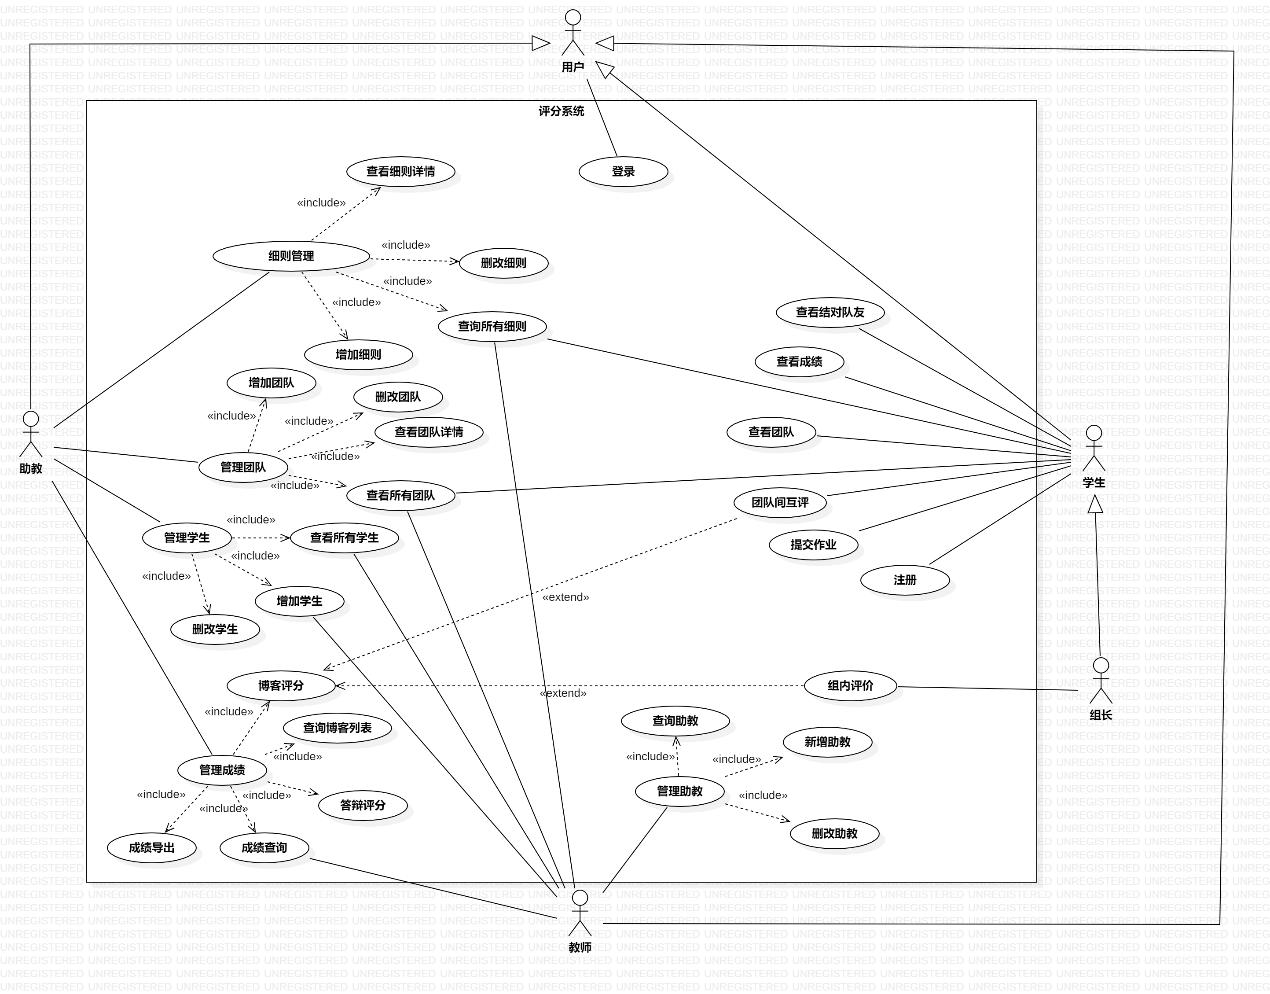 用户
评分系统
查看细则详情
登录
«include»
细则管理
«include»
删改细则
«include»
«include»
查询所有细则
查看结对队友
增加细则
查看成绩
增加团队
删改团队
«include»
«include»
查看团队详情
查看团队
«include»
助教
管理团队
«include»
查看所有团队
学生
团队间互评
«include»
管理学生
查看所有学生
提交作业
«include»
«include»
注册
增加学生
«extend»
删改学生
博客评分
«extend»
组内评价
组长
«include»
查询博客列表
查询助教
新增助教
«include»
«include»
«include»
管理成绩
管理助教
«include»
«include»
«include»
«include»
答辩评分
删改助教
成绩导出
成绩查询
教师
UNREGISTERED